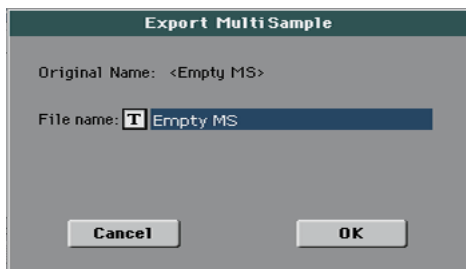 Export MultiSample
Original Name: <Empty MS>
File name: T Empty MS
Cancel OK